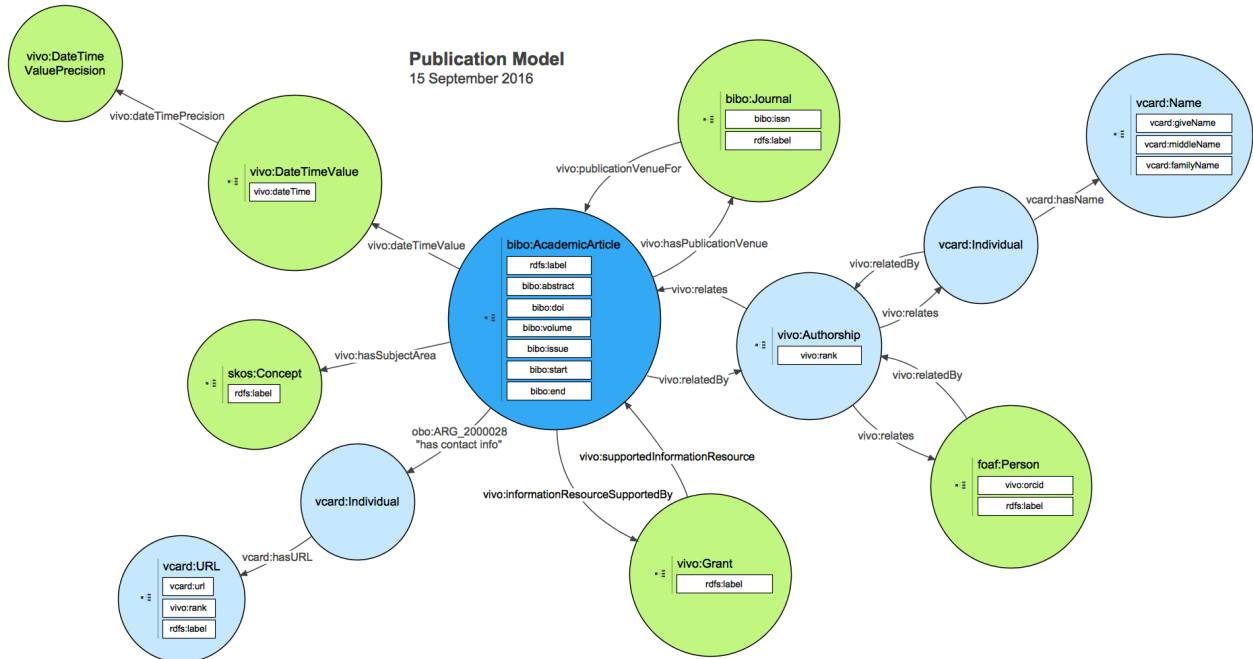 Publication Model
15 September 2016
vivo:DateTime
ValuePrecision
vivo:dateTimePrecision
vivo:DateTimeValue
vivo:dateTime
vivo:dateTimeValue
bibo:Journal
bibo:issn
rdfs:label
vivo:publicationVenueFor
vivo:hasPublicationVenue
vcard:Name
vcard:giveName
vcard:middleName
vcard:familyName
vcard:hasName
vcard:Individual
vivo:relatedBy
vivo:relates
bibo:AcademicArticle
rdfs:label
bibo:abstract
bibo:doi
bibo:volume
bibo:issue
bibo:start
bibo:end
vivo:relates
vivo:relatedBy
vivo:Authorship
vivo:rank
vivo:relatedBy
vivo:relates
foaf:Person
vivo:orcid
rdfs:label
vivo:hasSubjectArea
skos:Concept
rdfs:label
obo:ARG_2000028
"has contact info"
vcard:Individual
vcard:hasURL
vcard:URL
vcard:url
vivo:rank
rdfs:label
vivo:supportedInformationResource
vivo:informationResourceSupportedBy
vivo:Grant
rdfs:label